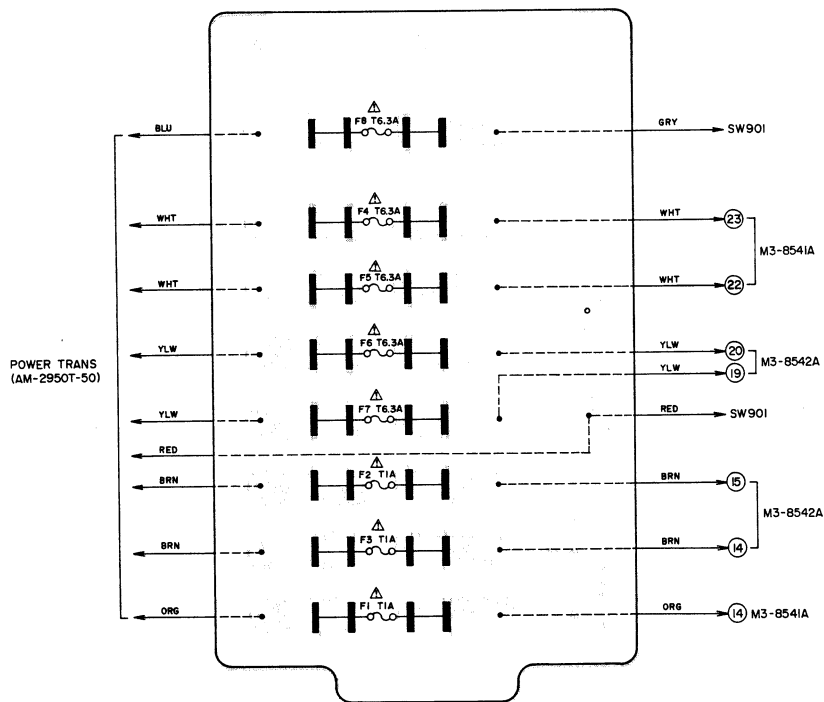 ⚠
BLU F8 T6.3A GRY SW901
⚠
WHT F4 T6.3A WHT 23
M3-8541A
⚠
WHT F5 T6.3A WHT 22
⚠
YLW F6 T6.3A YLW 20
M3-8542A
YLW 19
POWER TRANS
(AM-2950T-50)
⚠
YLW F7 T6.3A RED SW901
RED
⚠
BRN F2 T1A BRN 15
M3-8542A
⚠
BRN F3 T1A BRN 14
⚠
ORG F1 T1A ORG 14 M3-8541A